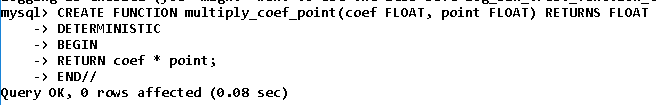 mysql> CREATE FUNCTION multiply_coef_point(coef FLOAT, point FLOAT) RETURNS FLOAT
-> DETERMINISTIC
-> BEGIN
-> RETURN coef * point;
-> END//
Query OK, 0 rows affected (0.08 sec)